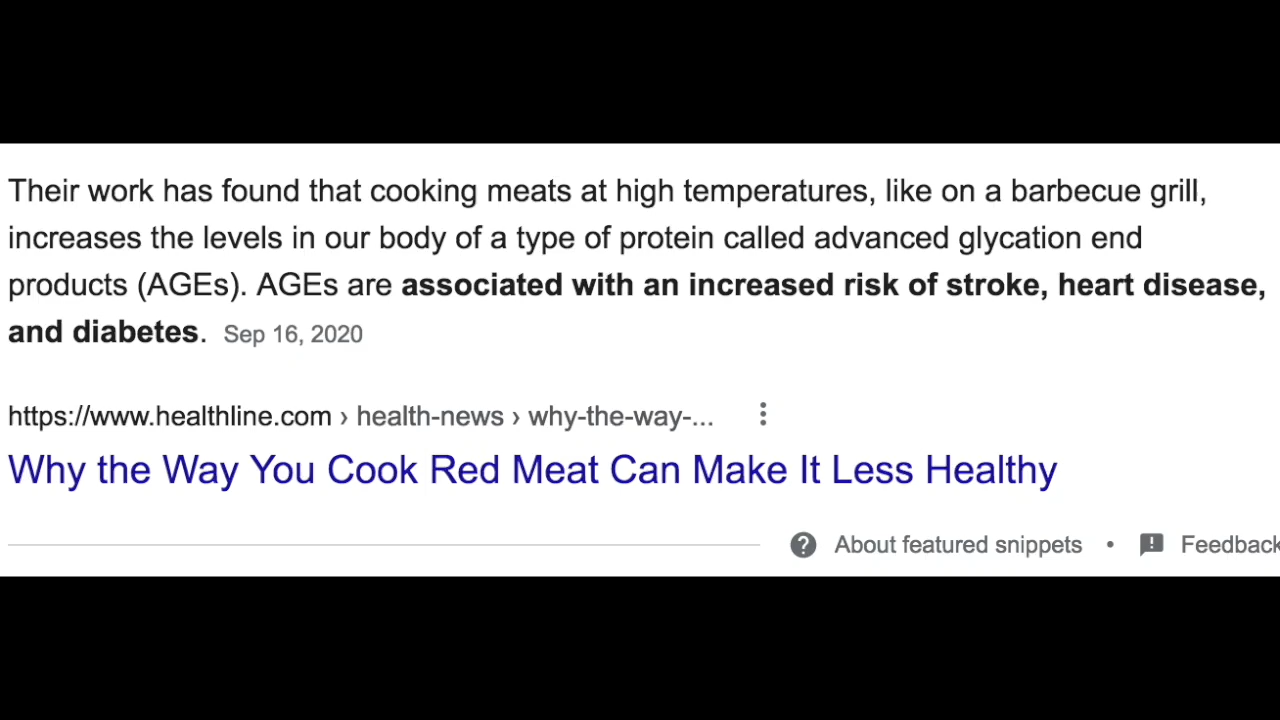 Their work has found that cooking meats at high temperatures, like on a barbecue grill,
increases the levels in our body of a type of protein called advanced glycation end
products (AGEs). AGEs are associated with an increased risk of stroke, heart disease,
and diabetes. Sep 16, 2020
https://www.healthline.com › health-news › why-the-way-...
Why the Way You Cook Red Meat Can Make It Less Healthy
About featured snippets • Feedback